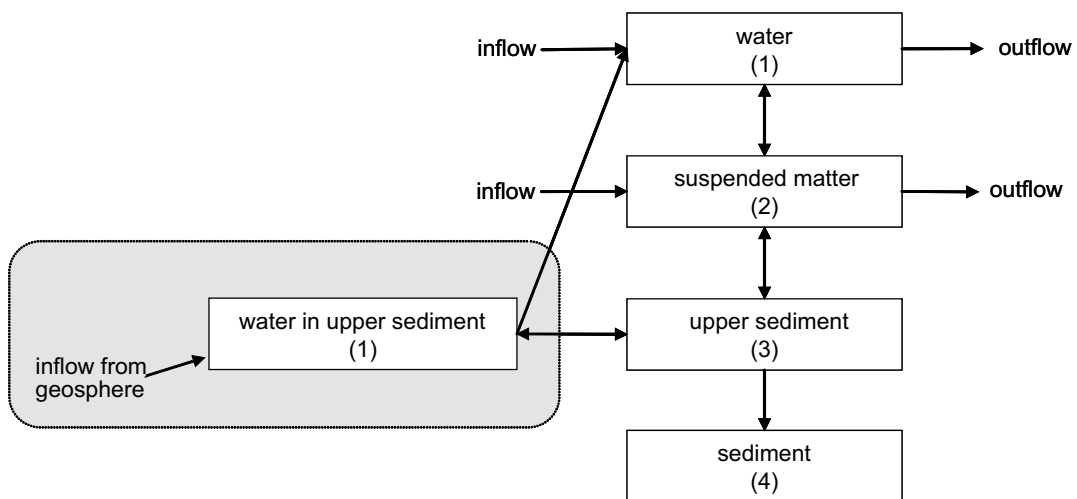 inflow
water
(1)
outflow
inflow
suspended matter
(2)
outflow
water in upper sediment
(1)
inflow from
geosphere
upper sediment
(3)
sediment
(4)